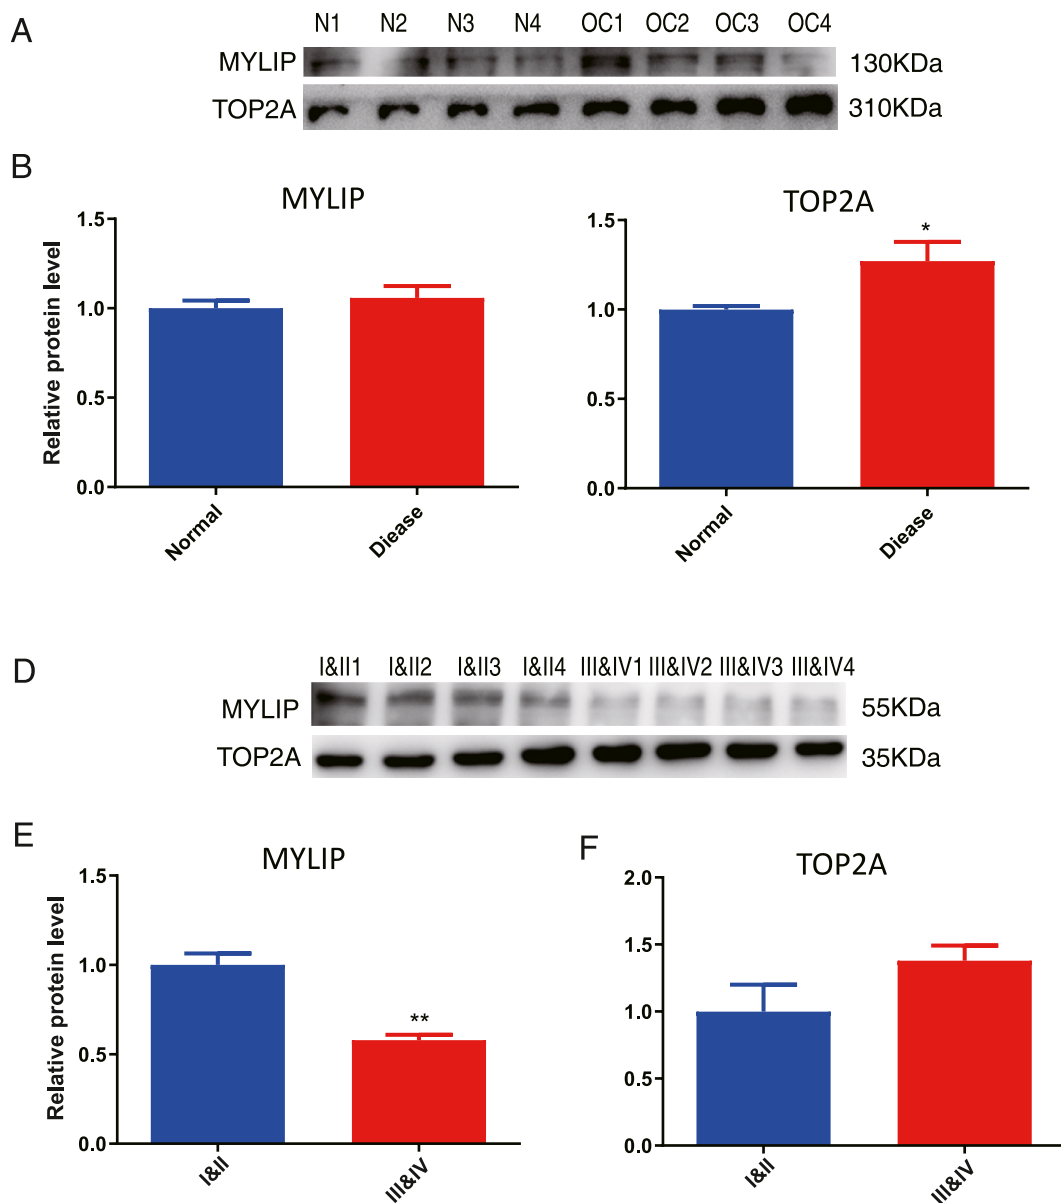 A
N1 N2 N3 N4 OC1 OC2 OC3 OC4
MYLIP 130KDa
TOP2A 310KDa
B
MYLIP
Relative protein level
1.5
1.0
0.5
0.0
Normal
Diease
TOP2A
1.5
1.0
0.5
0.0
*
Normal
Diease
D
I&II1 I&II2 I&II3 I&II4 III&IV1 III&IV2 III&IV3 III&IV4
MYLIP 55KDa
TOP2A 35KDa
E
MYLIP
Relative protein level
1.5
1.0
0.5
0.0
**
I&II
III&IV
F
TOP2A
2.0
1.5
1.0
0.5
0.0
I&II
III&IV